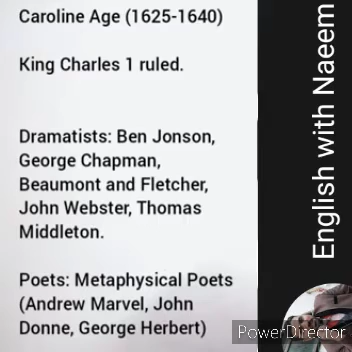 Caroline Age (1625-1640)
King Charles 1 ruled.
Dramatists: Ben Jonson,
George Chapman,
Beaumont and Fletcher,
John Webster, Thomas
Middleton.
Poets: Metaphysical Poets
(Andrew Marvel, John
Donne, George Herbert)
English with Naeem
PowerDirector